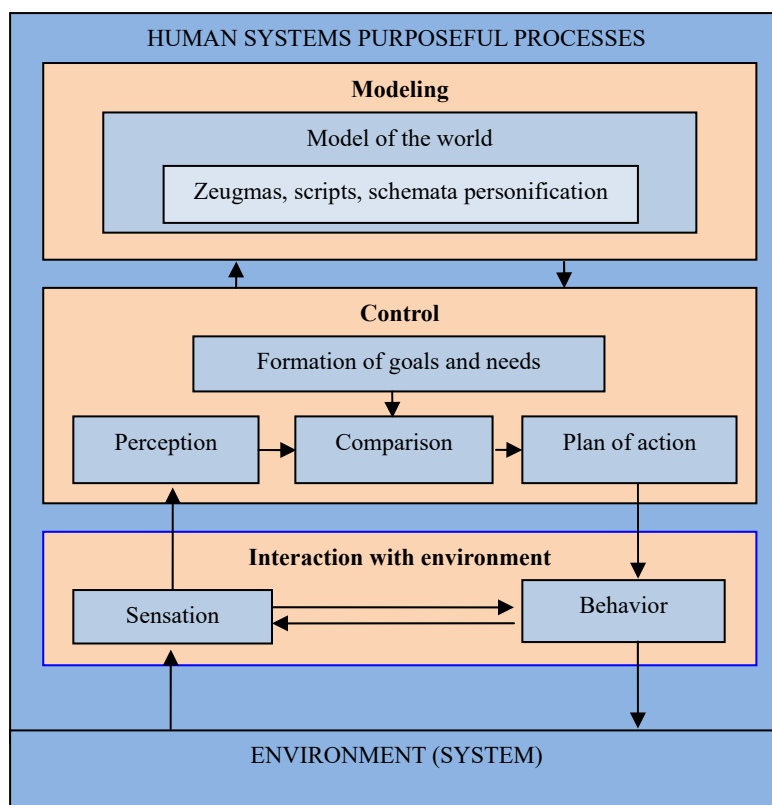 HUMAN SYSTEMS PURPOSEFUL PROCESSES
Modeling
Model of the world
Zeugmas, scripts, schemata personification
Control
Formation of goals and needs
Perception
Comparison
Plan of action
Interaction with environment
Sensation
Behavior
ENVIRONMENT (SYSTEM)